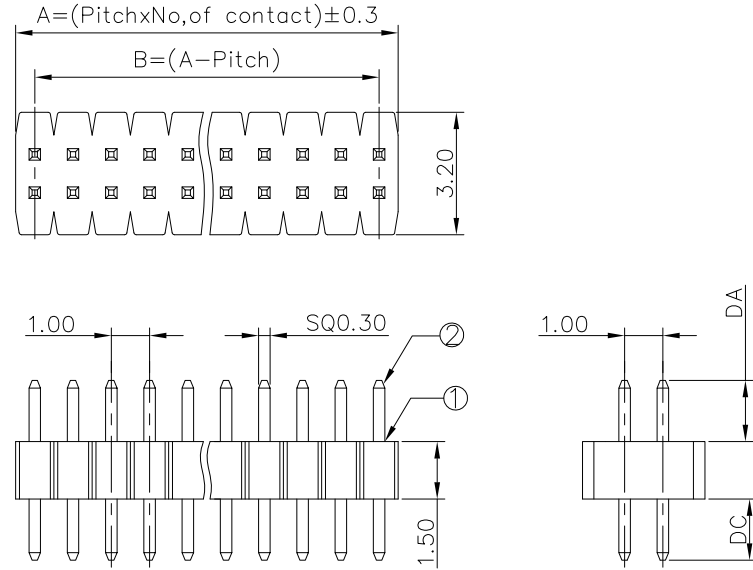 A=(PitchxNo,of contact)±0.3
B=(A-Pitch)
3.20
1.00
SQ0.30
2
1
1.50
1.00
DA
DC